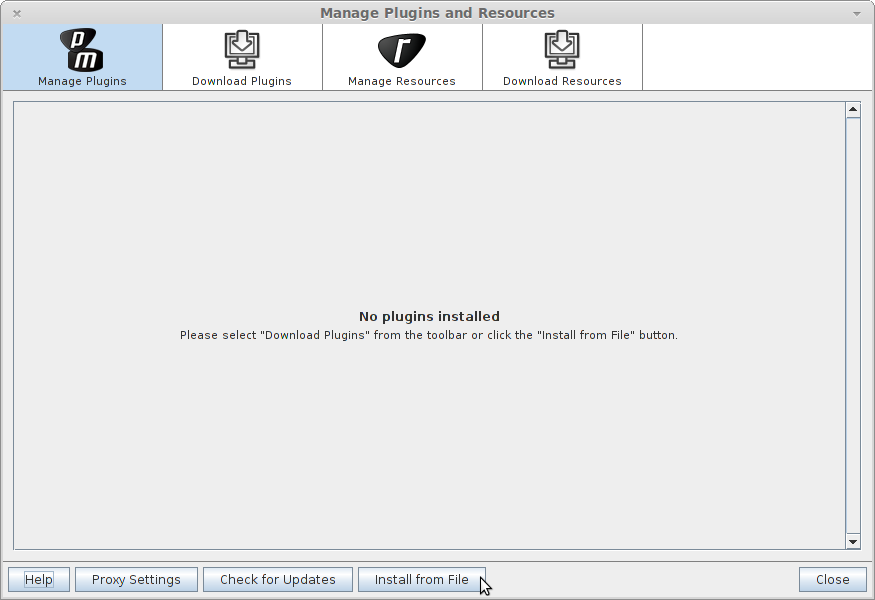 Manage Plugins and Resources
p
m
r
Manage Plugins
Download Plugins
Manage Resources
Download Resources
No plugins installed
Please select "Download Plugins" from the toolbar or click the "Install from File" button.
Help
Proxy Settings
Check for Updates
Install from File
Close